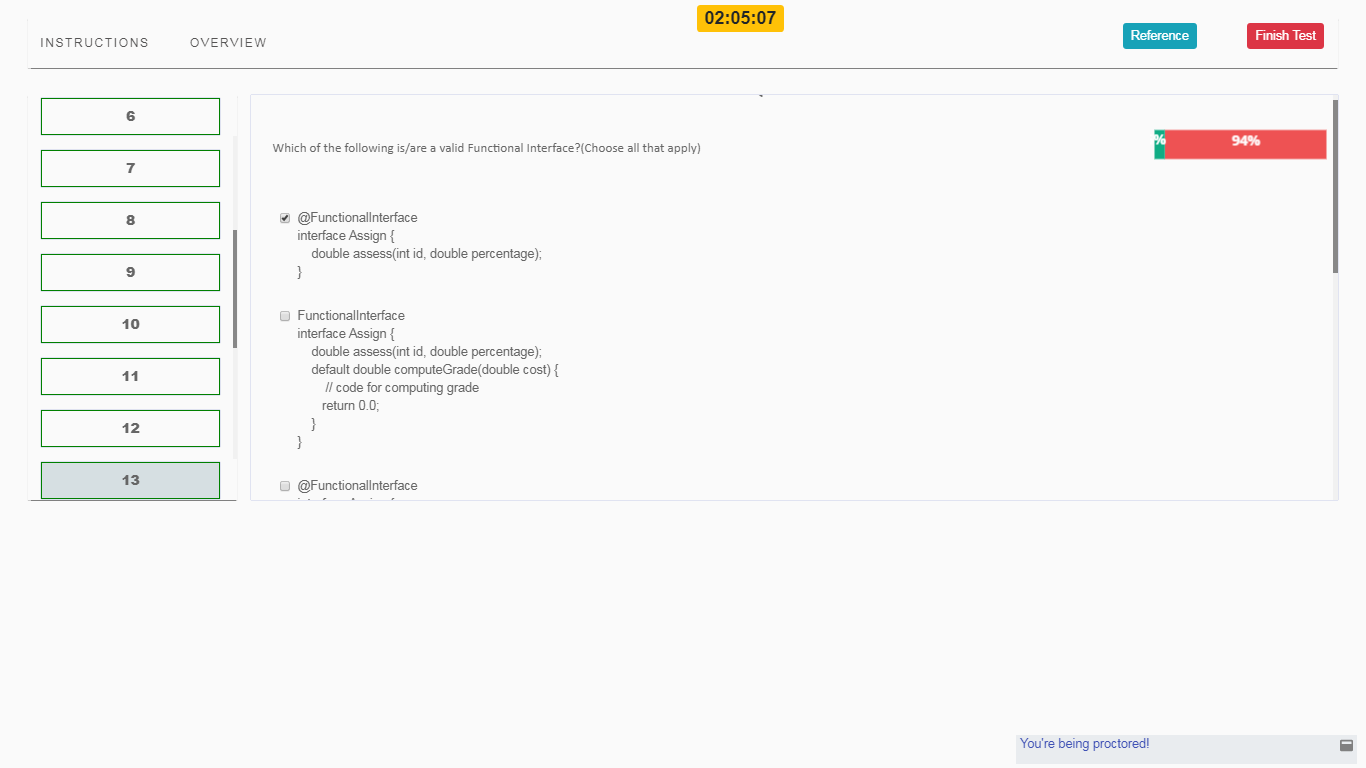 02:05:07
INSTRUCTIONS
OVERVIEW
Reference
Finish Test
6
7
8
9
10
11
12
13
Which of the following is/are a valid Functional Interface?(Choose all that apply)
%
94%
@FunctionalInterface
interface Assign {
double assess(int id, double percentage);
}
FunctionalInterface
interface Assign {
double assess(int id, double percentage);
default double computeGrade(double cost) {
// code for computing grade
return 0.0;
}
}
@FunctionalInterface
You're being proctored!